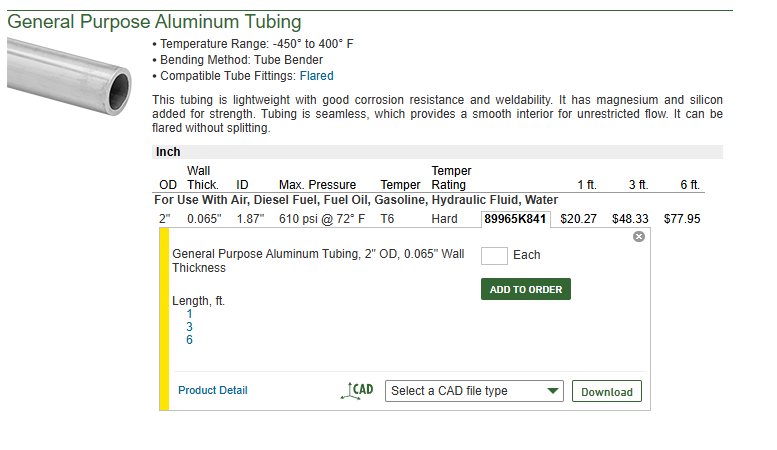 General Purpose Aluminum Tubing
• Temperature Range: -450° to 400° F
• Bending Method: Tube Bender
• Compatible Tube Fittings: Flared
This tubing is lightweight with good corrosion resistance and weldability. It has magnesium and silicon
added for strength. Tubing is seamless, which provides a smooth interior for unrestricted flow. It can be
flared without splitting.
Inch
Wall Temper
OD Thick. ID Max. Pressure Temper Rating 1 ft. 3 ft. 6 ft.
For Use With Air, Diesel Fuel, Fuel Oil, Gasoline, Hydraulic Fluid, Water
2" 0.065" 1.87" 610 psi @ 72° F T6 Hard 89965K841 $20.27 $48.33 $77.95
General Purpose Aluminum Tubing, 2" OD, 0.065" Wall
Thickness
Each
ADD TO ORDER
Length, ft.
1
3
6
Product Detail CAD Select a CAD file type Download